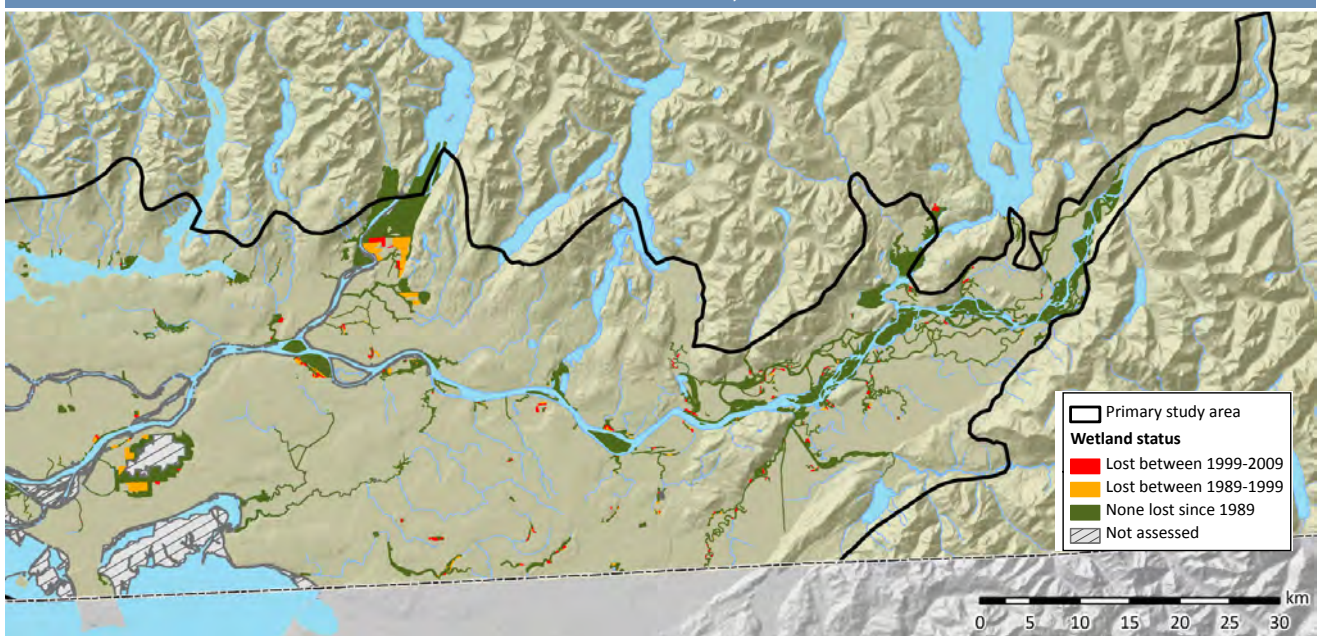 Primary study area
Wetland status
Lost between 1999-2009
Lost between 1989-1999
None lost since 1989
Not assessed
km
0 5 10 15 20 25 30